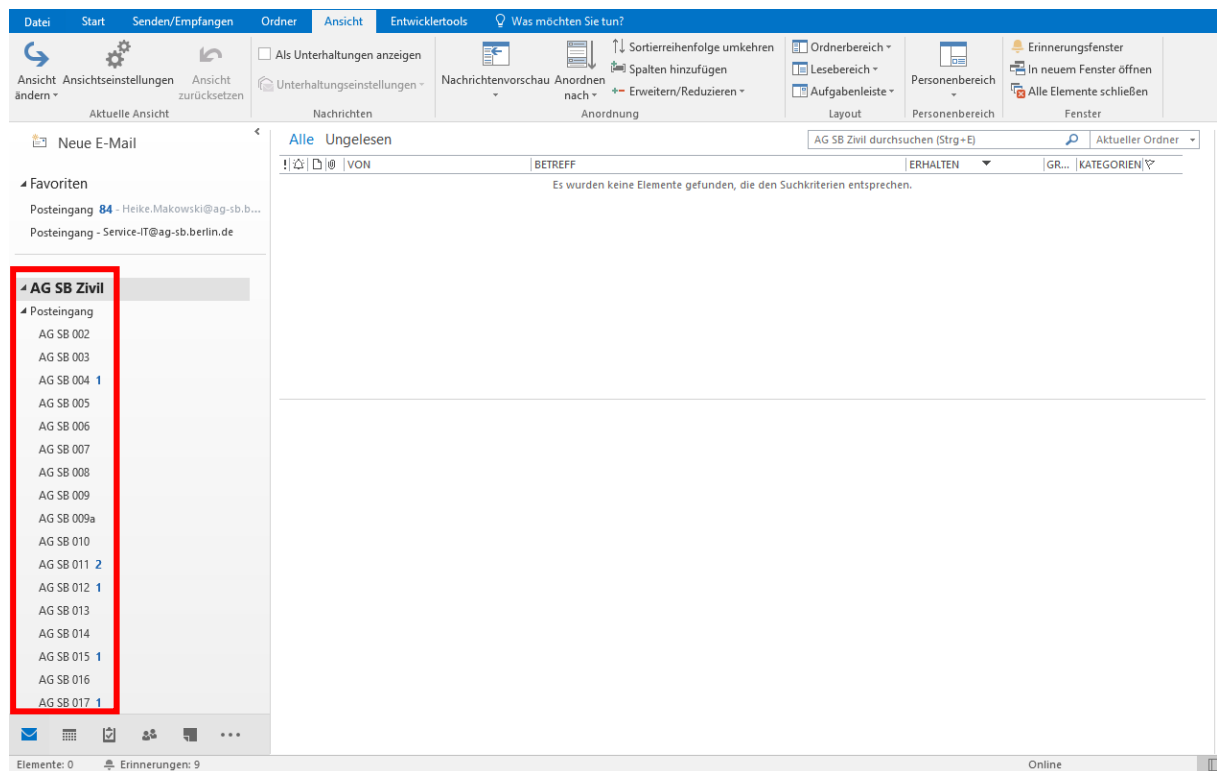 Datei Start Senden/Empfangen Ordner Ansicht Entwicklertools Was möchten Sie tun?
Ansicht ändern
Ansichtseinstellungen
Ansicht zurücksetzen
Aktuelle Ansicht
Als Unterhaltungen anzeigen
Unterhaltungseinstellungen
Nachrichten
Nachrichtenvorschau
Anordnen nach
Sortierreihenfolge umkehren
Spalten hinzufügen
Erweitern/Reduzieren
Anordnung
Ordnerbereich
Lesebereich
Aufgabenleiste
Layout
Personenbereich
Personenbereich
Erinnerungsfenster
In neuem Fenster öffnen
Alle Elemente schließen
Fenster
Neue E-Mail
Favoriten
Posteingang 84 - Heike.Makowski@ag-sb.b...
Posteingang - Service-IT@ag-sb.berlin.de
AG SB Zivil
Posteingang
AG SB 002
AG SB 003
AG SB 004 1
AG SB 005
AG SB 006
AG SB 007
AG SB 008
AG SB 009
AG SB 009a
AG SB 010
AG SB 011 2
AG SB 012 1
AG SB 013
AG SB 014
AG SB 015 1
AG SB 016
AG SB 017 1
Alle Ungelesen
AG SB Zivil durchsuchen (Strg+E) Aktueller Ordner
VON BETREFF ERHALTEN GR... KATEGORIEN
Es wurden keine Elemente gefunden, die den Suchkriterien entsprechen.
Elemente: 0 Erinnerungen: 9 Online